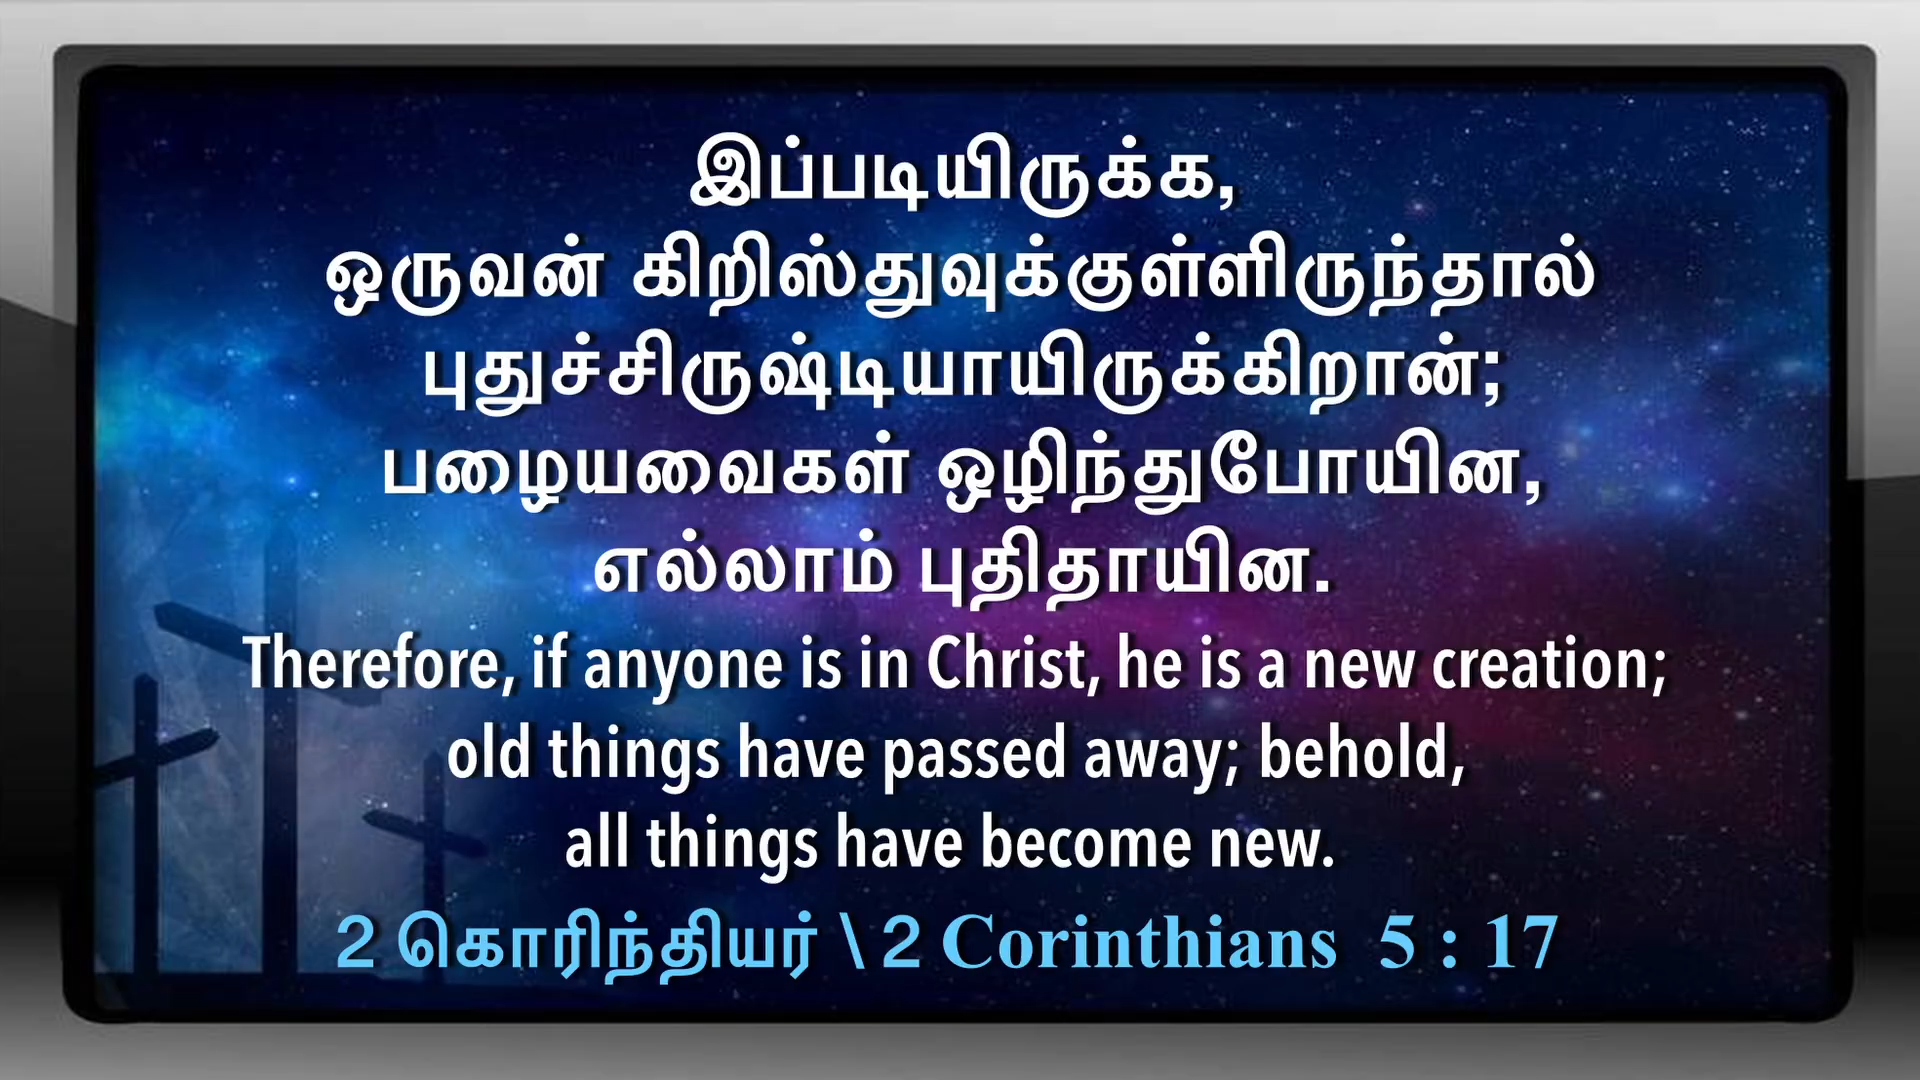 இப்படியிருக்க,
ஒருவன் கிறிஸ்துவுக்குள்ளிருந்தால்
புதுச்சிருஷ்டியாயிருக்கிறான்;
பழையவைகள் ஒழிந்துபோயின,
எல்லாம் புதிதாயின.
Therefore, if anyone is in Christ, he is a new creation;
old things have passed away; behold,
all things have become new.
2 கொரிந்தியர் \ 2 Corinthians 5 : 17